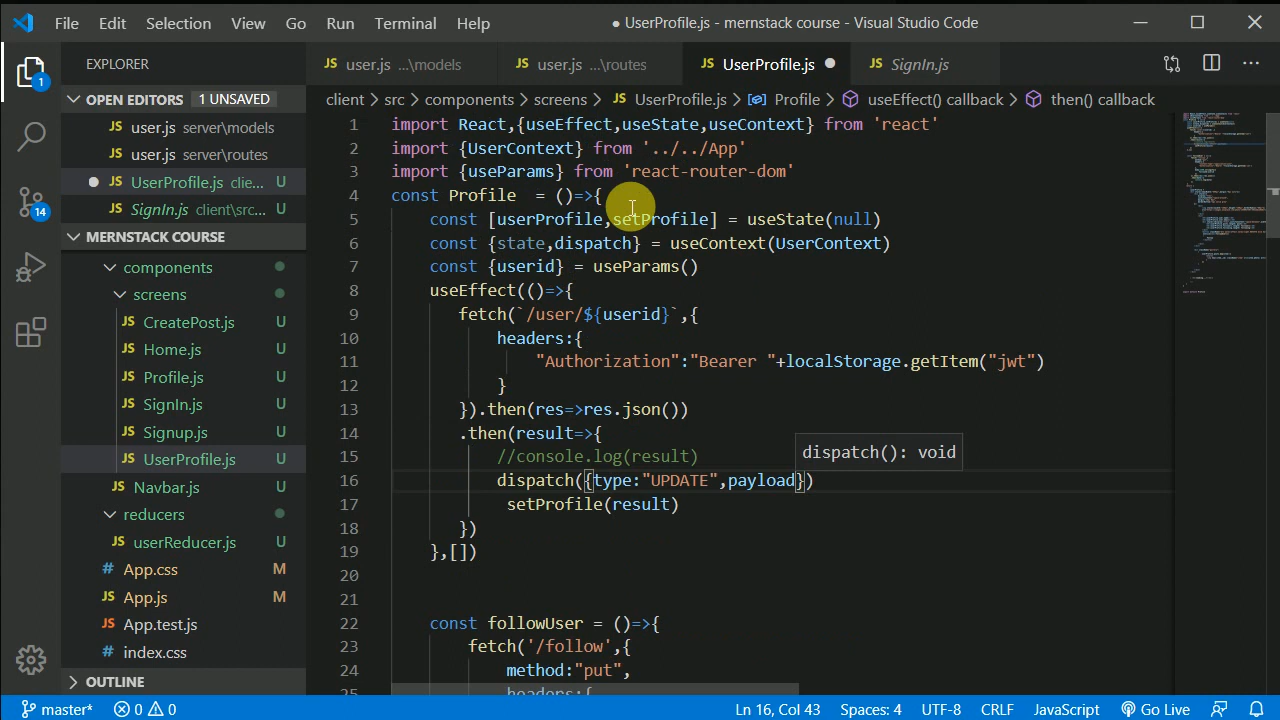 File Edit Selection View Go Run Terminal Help
● UserProfile.js - mernstack course - Visual Studio Code
EXPLORER
JS user.js ...\models
JS user.js ...\routes
JS UserProfile.js ●
JS SignIn.js
OPEN EDITORS 1 UNSAVED
JS user.js server\models
JS user.js server\routes
● JS UserProfile.js clie... U
JS SignIn.js client\src... U
MERNSTACK COURSE
components
screens
JS CreatePost.js U
JS Home.js U
JS Profile.js U
JS SignIn.js U
JS Signup.js U
JS UserProfile.js U
JS Navbar.js U
reducers
JS userReducer.js U
# App.css M
JS App.js M
JS App.test.js
# index.css
OUTLINE
1
14
client > src > components > screens > JS UserProfile.js > Profile > useEffect() callback > then() callback
1 import React,{useEffect,useState,useContext} from 'react'
2 import {UserContext} from '../../App'
3 import {useParams} from 'react-router-dom'
4 const Profile  = ()=>{
5 const [userProfile,setProfile] = useState(null)
6 const {state,dispatch} = useContext(UserContext)
7 const {userid} = useParams()
8 useEffect(()=>{
9 fetch(`/user/${userid}`,{
10 headers:{
11 "Authorization":"Bearer "+localStorage.getItem("jwt")
12 }
13 }).then(res=>res.json())
14 .then(result=>{
15 //console.log(result)
dispatch(): void
16 dispatch({type:"UPDATE",payload})
17 setProfile(result)
18 })
19 },[])
20
21
22 const followUser = ()=>{
23 fetch('/follow',{
24 method:"put",
25 headers:{
master* 0 0 Ln 16, Col 43 Spaces: 4 UTF-8 CRLF JavaScript Go Live